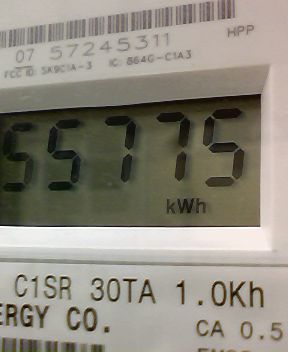 07 57245311
HPP
FCC ID: SK9C1A-3 IC: 864G-C1A3
55775
kWh
C1SR 30TA 1.0Kh
ERGY CO.
CA 0.5